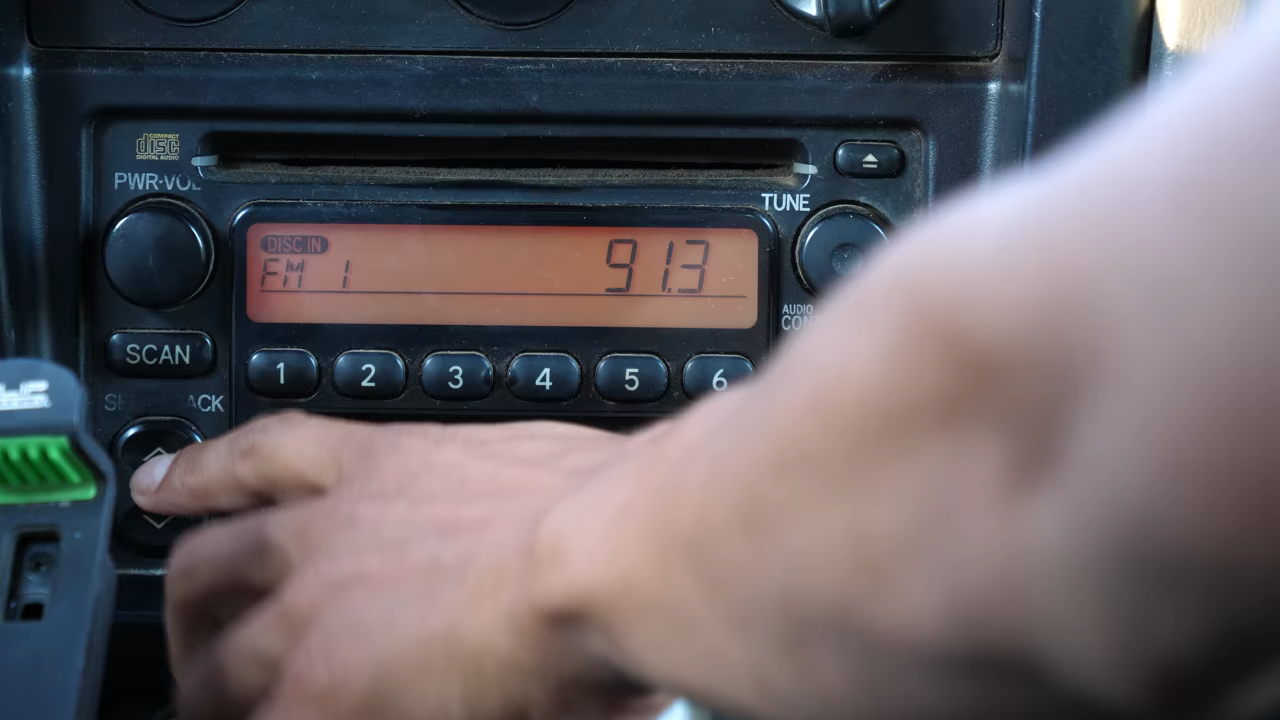 COMPACT
disc
DIGITAL AUDIO
PWR·VOL
TUNE
DISC IN
FM 1
91.3
AUDIO
SCAN
1 2 3 4 5 6